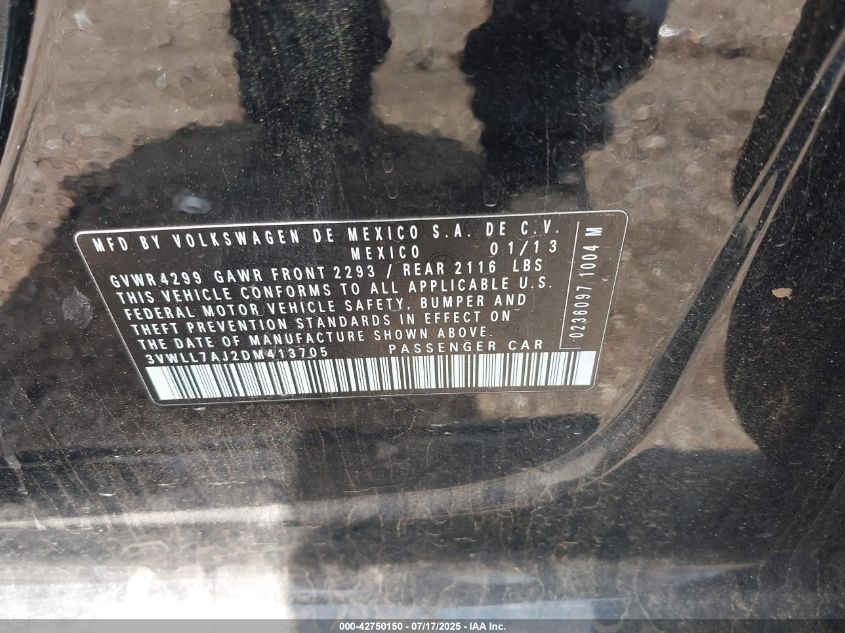 MFD BY VOLKSWAGEN DE MEXICO S.A. DE C.V.
MEXICO 01/13
GVWR4299 GAWR FRONT 2293 / REAR 2116 LBS
THIS VEHICLE CONFORMS TO ALL APPLICABLE U.S.
FEDERAL MOTOR VEHICLE SAFETY, BUMPER AND
THEFT PREVENTION STANDARDS IN EFFECT ON
THE DATE OF MANUFACTURE SHOWN ABOVE.
3VWLL7AJ2DM413705 PASSENGER CAR
0236097 1004 M
000-42750150 - 07/17/2025 - IAA Inc.